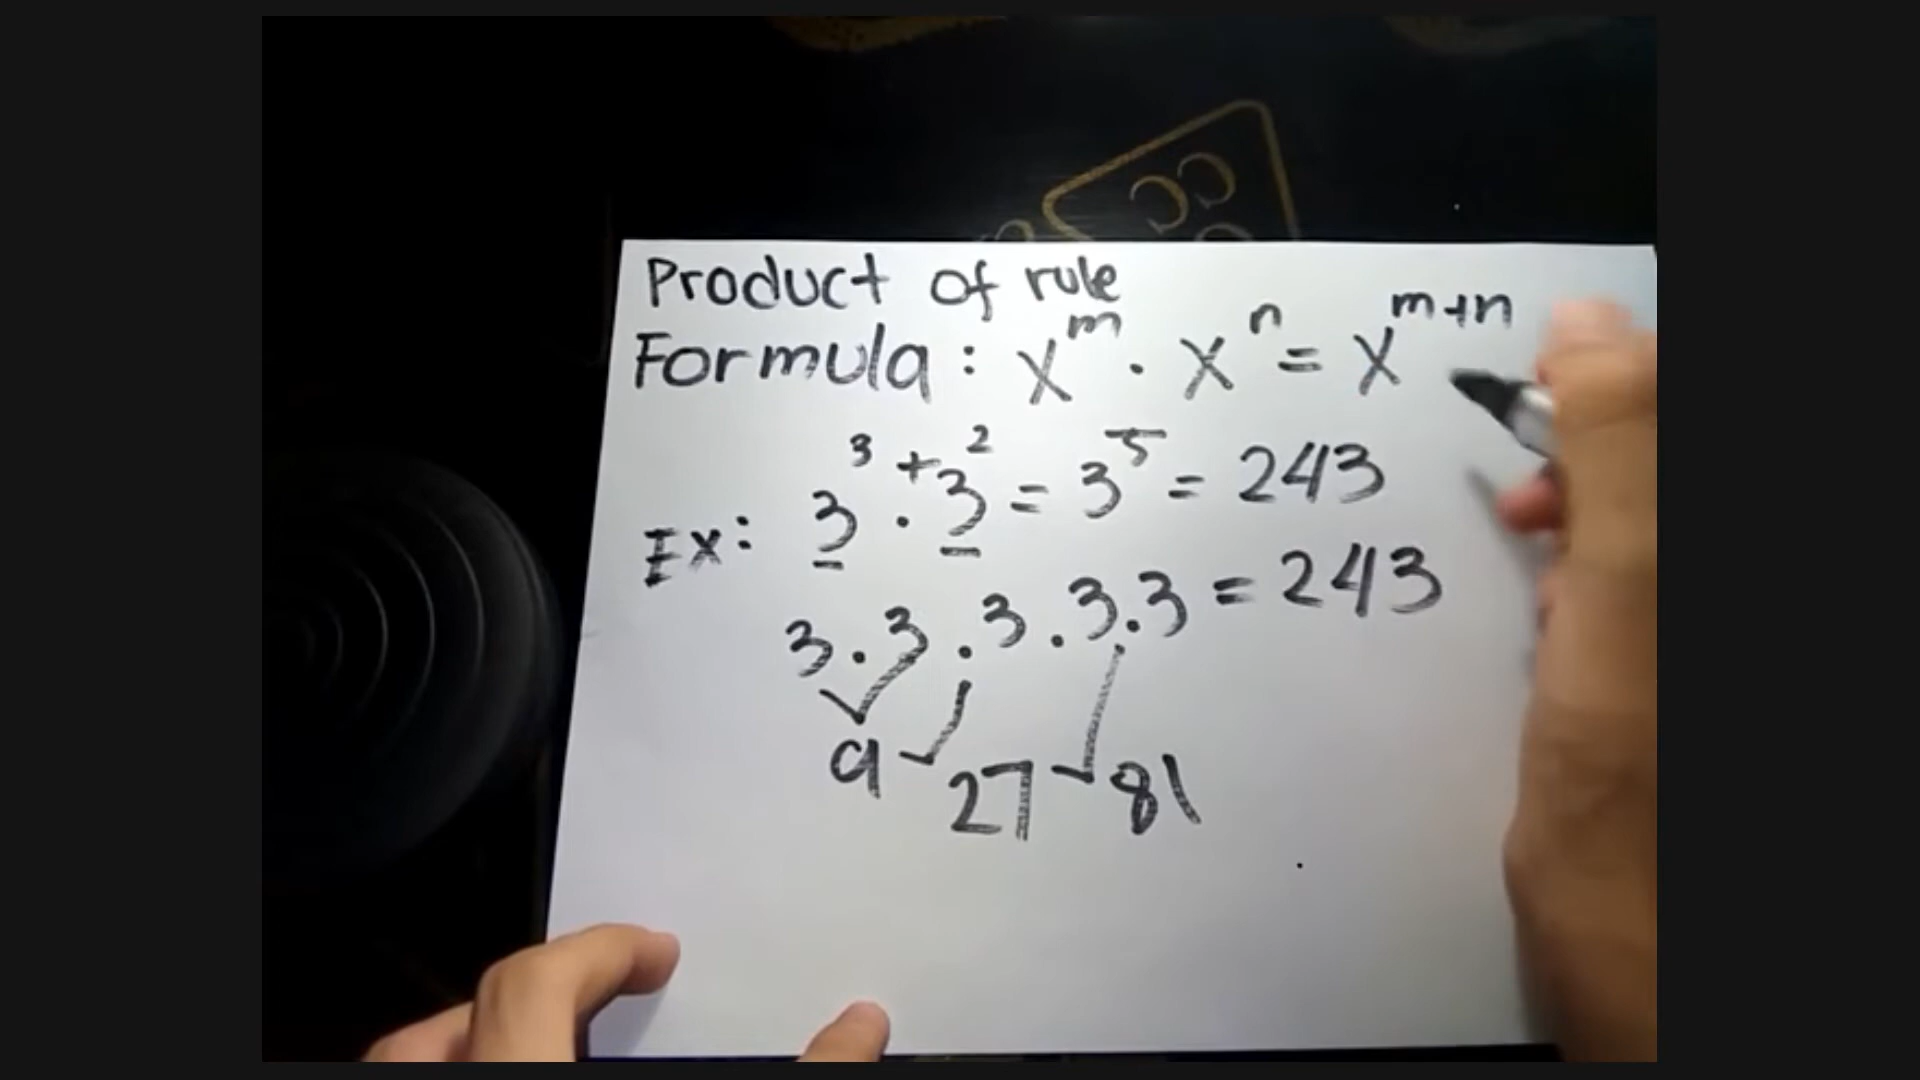 Product of rule
Formula: x^m · x^n = x^m+n
Ex: 3^3 + · 3^2 = 3^5 = 243
3 . 3 . 3 . 3 . 3 = 243
9 27 81